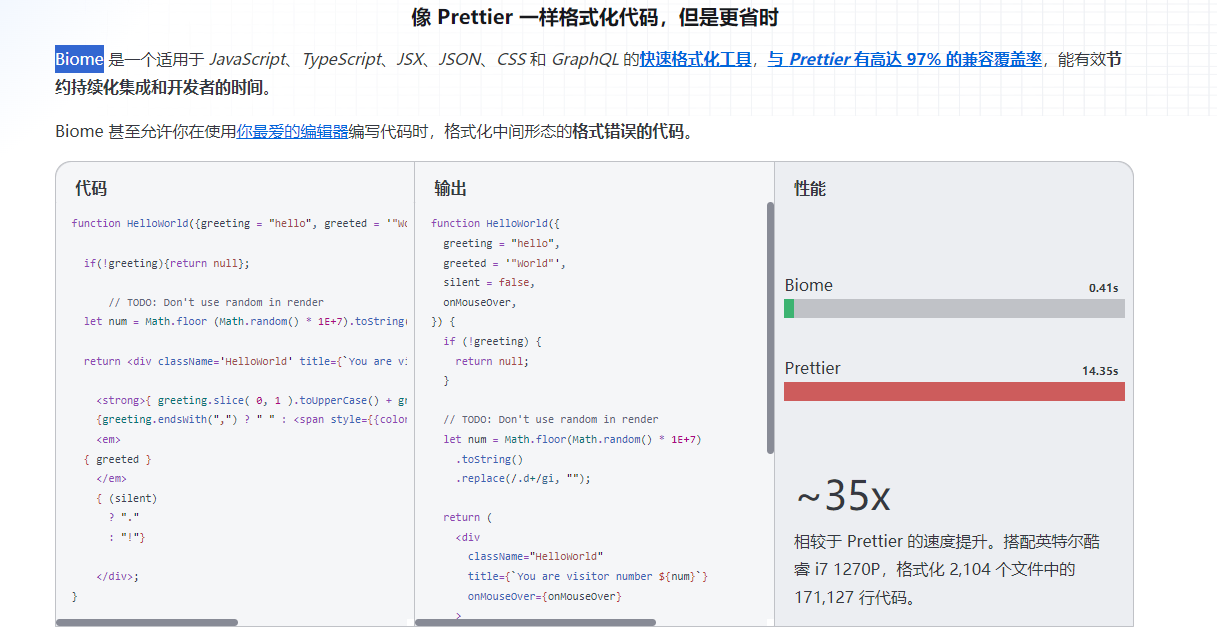 像 Prettier 一样格式化代码，但是更省时
Biome 是一个适用于 JavaScript、TypeScript、JSX、JSON、CSS 和 GraphQL 的快速格式化工具，与 Prettier 有高达 97% 的兼容覆盖率，能有效节
约持续化集成和开发者的时间。
Biome 甚至允许你在使用你最爱的编辑器编写代码时，格式化中间形态的格式错误的代码。
代码
function HelloWorld({greeting = "hello", greeted = '"Wo
if(!greeting){return null};
// TODO: Don't use random in render
let num = Math.floor (Math.random() * 1E+7).toString(
return <div className='HelloWorld' title={`You are vi
<strong>{ greeting.slice( 0, 1 ).toUpperCase() + gr
{greeting.endsWith(",") ? " " : <span style={{color
<em>
{ greeted }
</em>
{ (silent)
? "."
: "!"}
</div>;
}
输出
function HelloWorld({
greeting = "hello",
greeted = '"World"',
silent = false,
onMouseOver,
}) {
if (!greeting) {
return null;
}
// TODO: Don't use random in render
let num = Math.floor(Math.random() * 1E+7)
.toString()
.replace(/.d+/gi, "");
return (
<div
className="HelloWorld"
title={`You are visitor number ${num}`}
onMouseOver={onMouseOver}
>
性能
Biome 0.41s
Prettier 14.35s
~35x
相较于 Prettier 的速度提升。搭配英特尔酷
睿 i7 1270P，格式化 2,104 个文件中的
171,127 行代码。